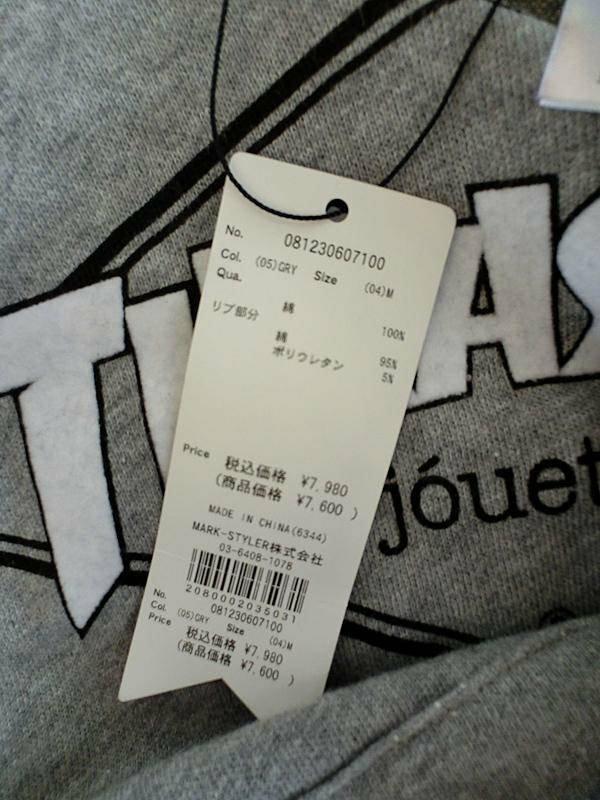 No. 081230607100
Col. (05)GRY Size (04)M
Qua.
綿 100%
リブ部分 綿 95%
ポリウレタン 5%
Price 税込価格 ¥7,980
(商品価格 ¥7,600 )
MADE IN CHINA(6344)
MARK-STYLER株式会社
03-6408-1078
2080002035031
No. 081230607100
Col. (05)GRY Size (04)M
Price 税込価格 ¥7,980
(商品価格 ¥7,600 )
jóuet